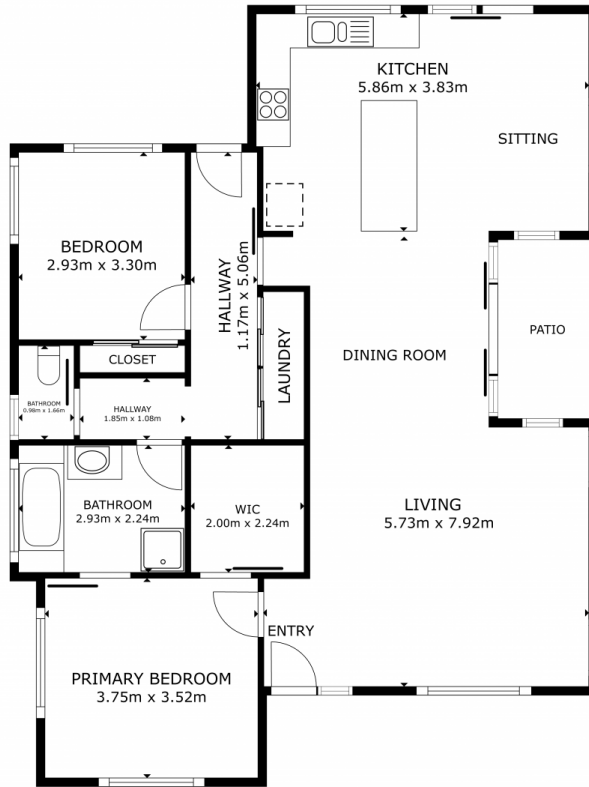 KITCHEN
5.86m x 3.83m
SITTING
BEDROOM
2.93m x 3.30m
HALLWAY
1.17m x 5.06m
CLOSET
LAUNDRY
DINING ROOM
PATIO
BATHROOM
0.98m x 1.66m
HALLWAY
1.85m x 1.08m
BATHROOM
2.93m x 2.24m
WIC
2.00m x 2.24m
LIVING
5.73m x 7.92m
ENTRY
PRIMARY BEDROOM
3.75m x 3.52m